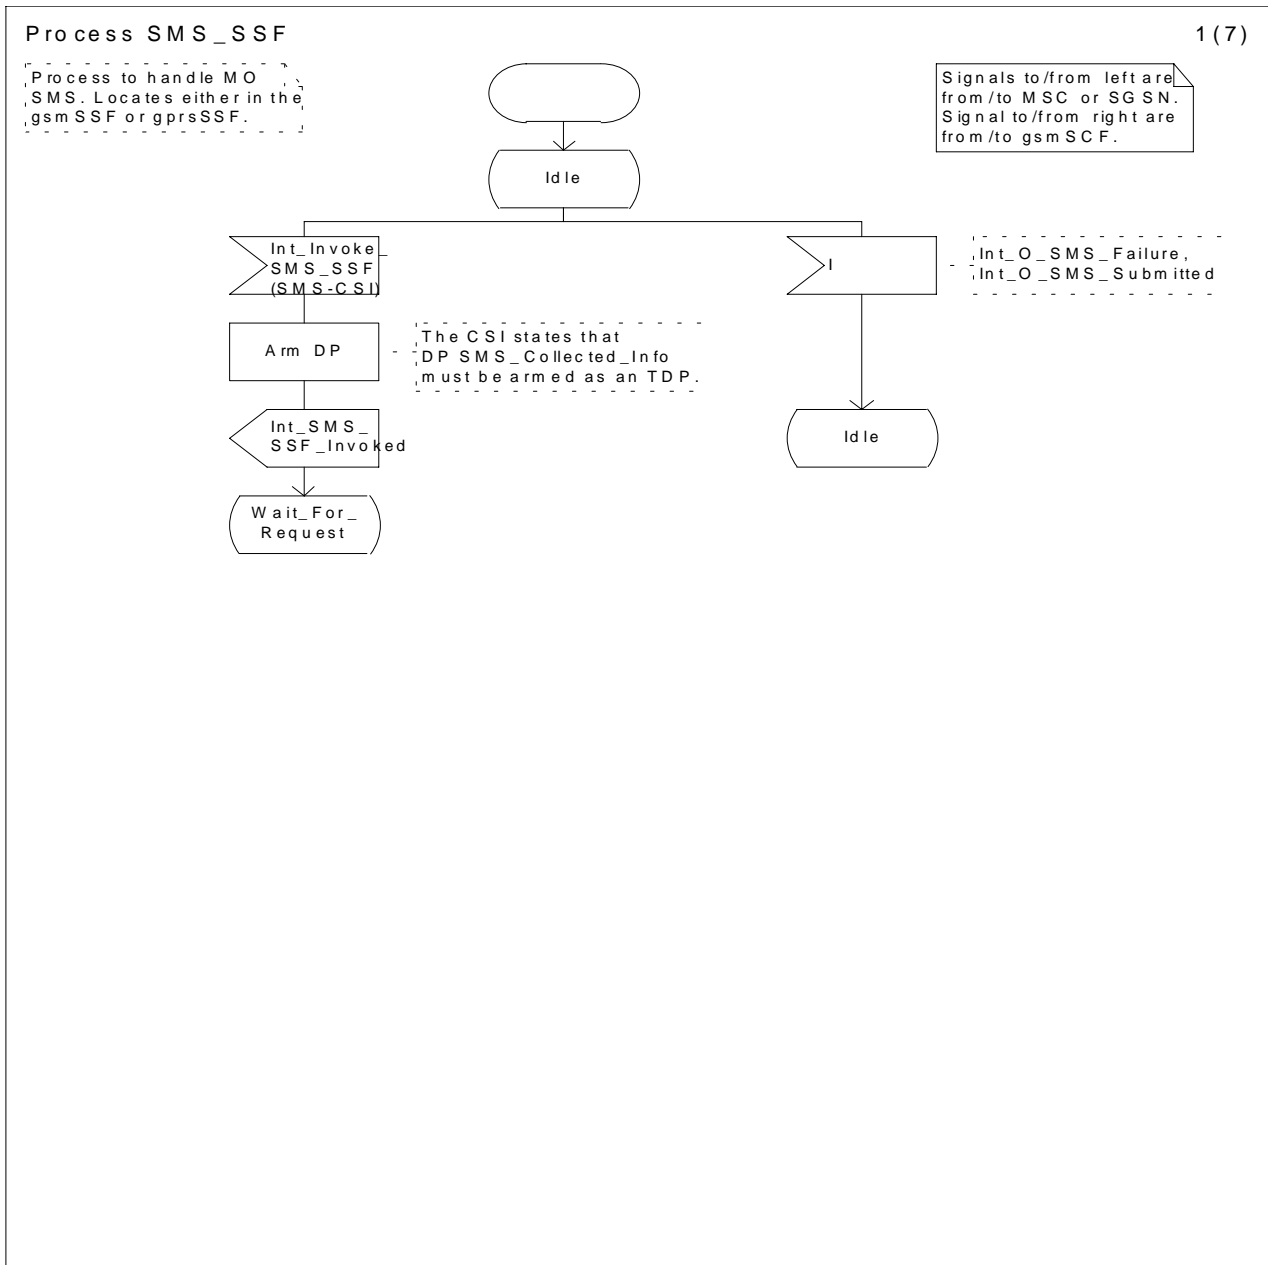 Process SMS_SSF
1(7)
Process to handle MO
SMS. Locates either in the
gsmSSF or gprsSSF.
Signals to/from left are
from/to MSC or SGSN.
Signal to/from right are
from/to gsmSCF.
Idle
Int_Invoke_
SMS_SSF
(SMS-CSI)
I
Int_O_SMS_Failure,
Int_O_SMS_Submitted
Arm DP
The CSI states that
DP SMS_Collected_Info
must be armed as an TDP.
Int_SMS_
SSF_Invoked
Idle
Wait_For_
Request